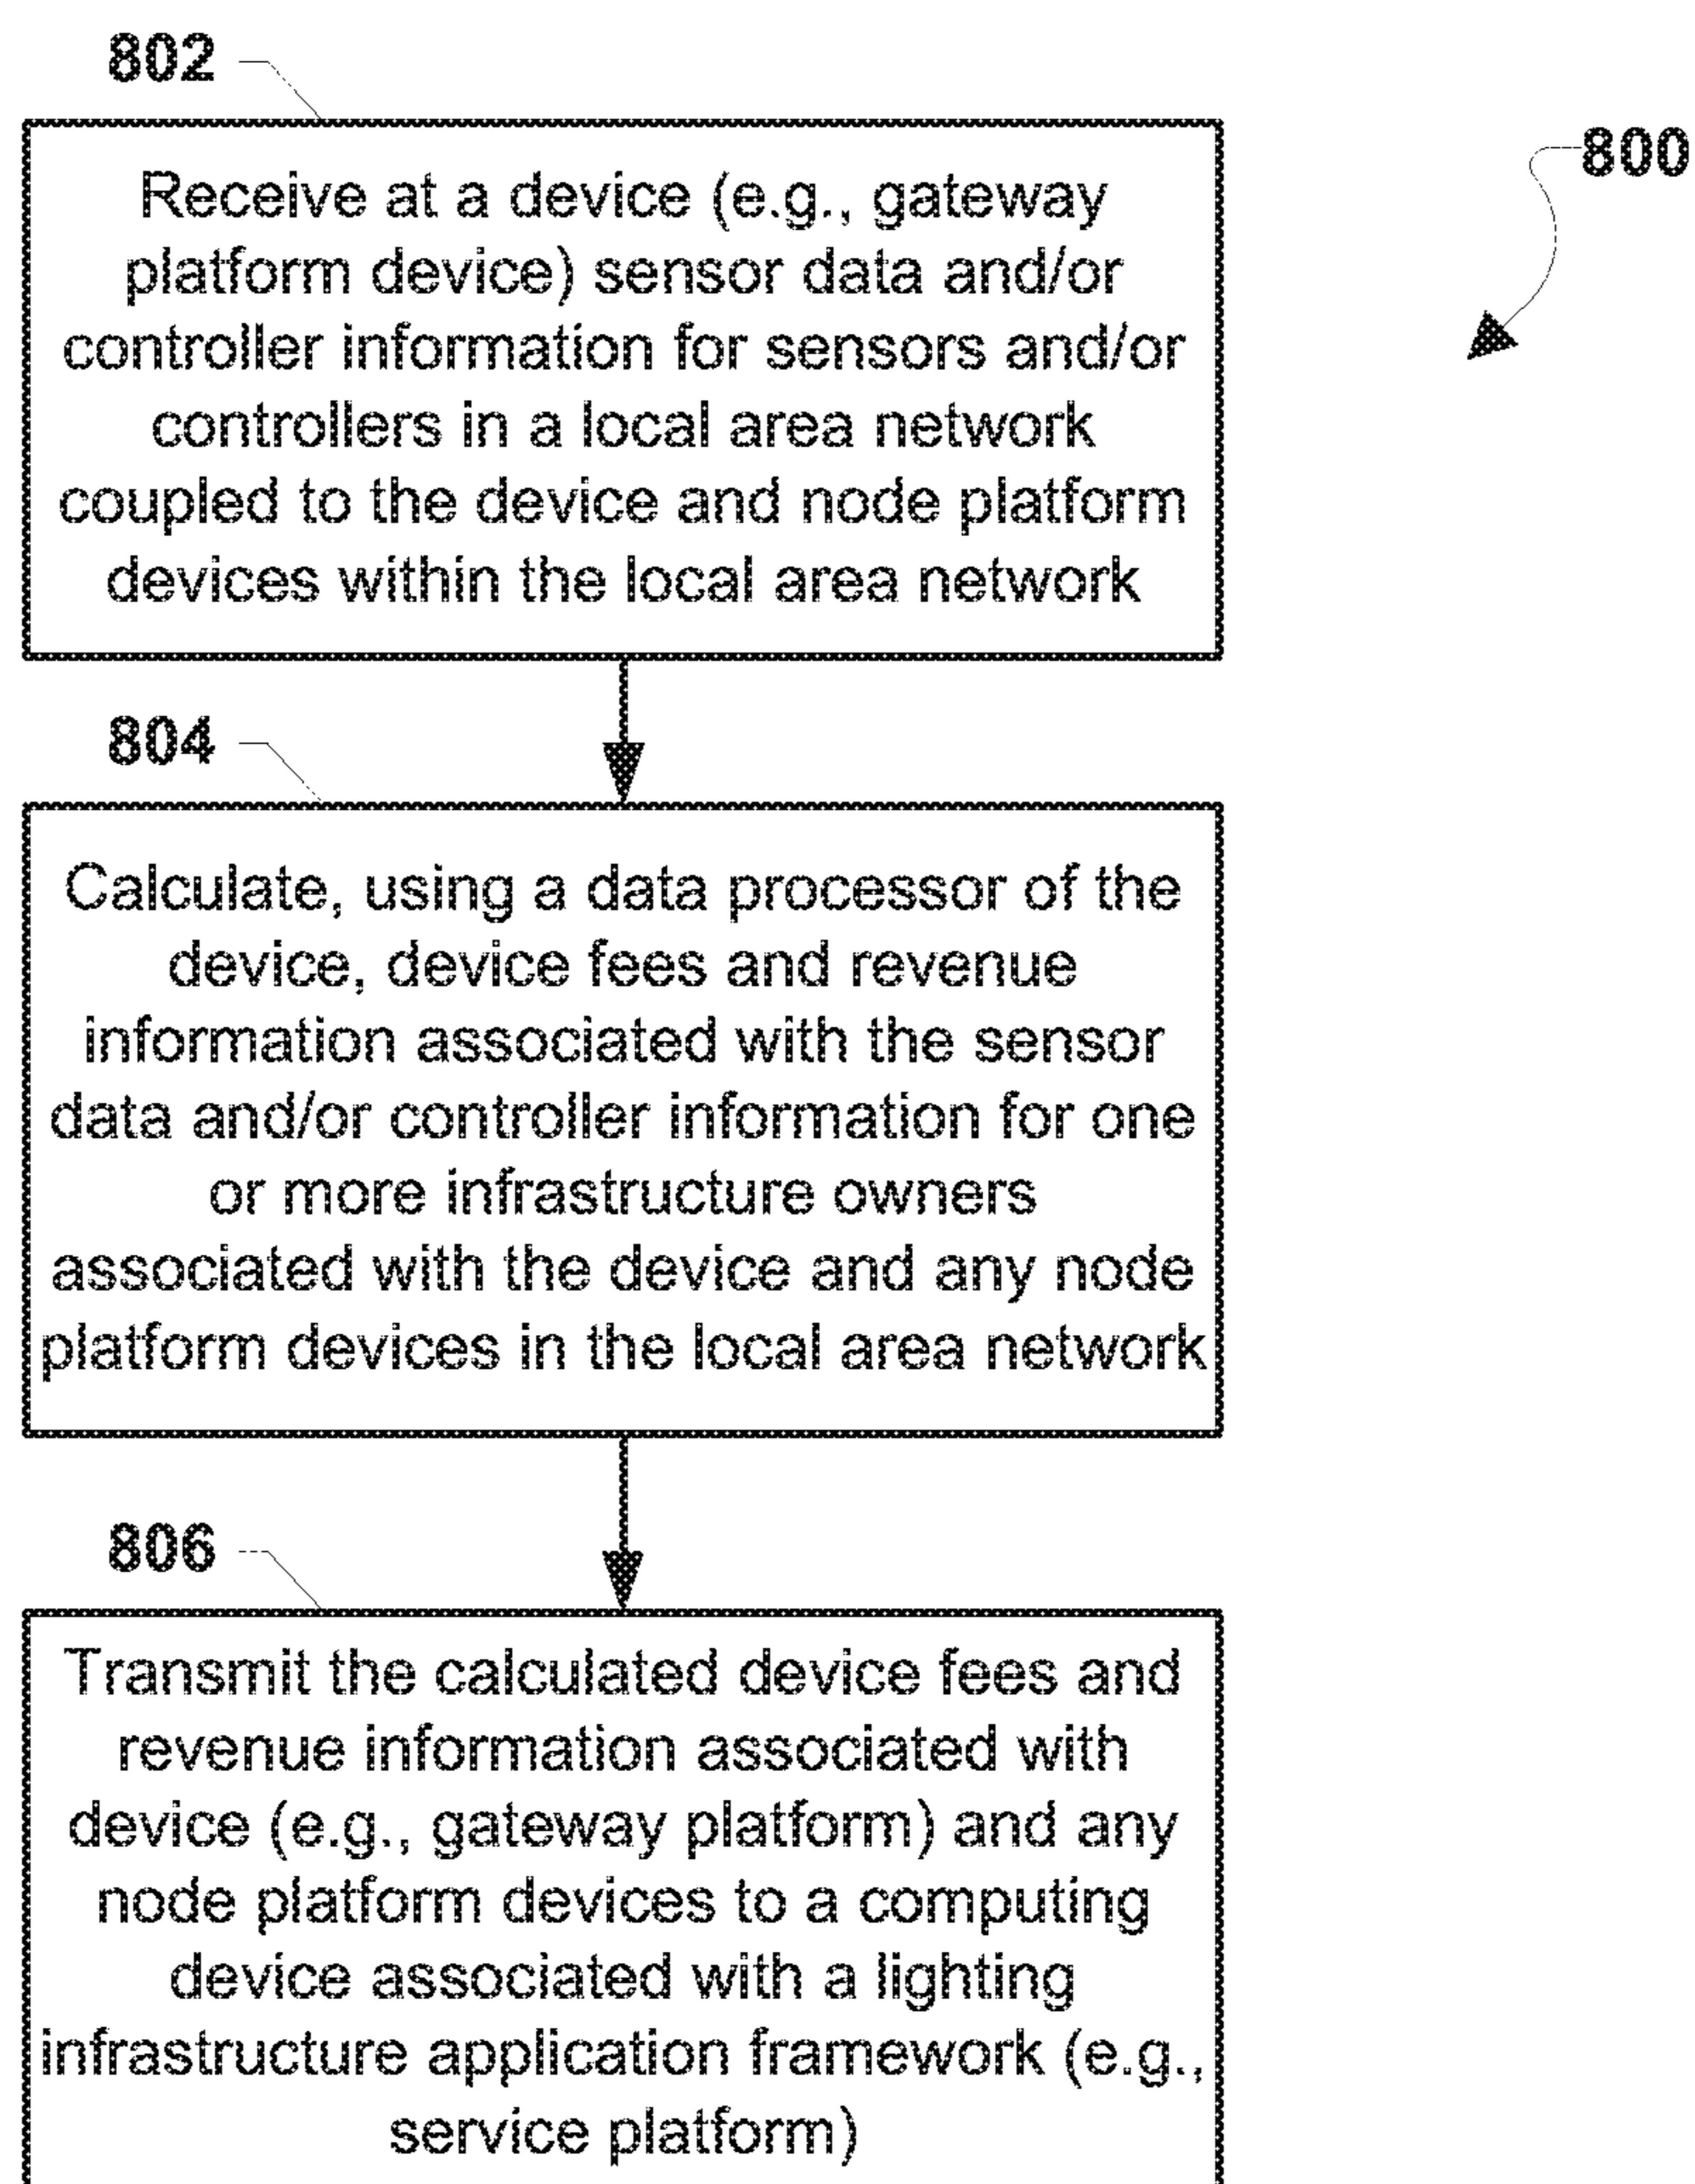 802
800
Receive at a device (e.g., gateway
platform device) sensor data and/or
controller information for sensors and/or
controllers in a local area network
coupled to the device and node platform
devices within the local area network
804
Calculate, using a data processor of the
device, device fees and revenue
information associated with the sensor
data and/or controller information for one
or more infrastructure owners
associated with the device and any node
platform devices in the local area network
806
Transmit the calculated device fees and
revenue information associated with
device (e.g., gateway platform) and any
node platform devices to a computing
device associated with a lighting
infrastructure application framework (e.g.,
service platform)